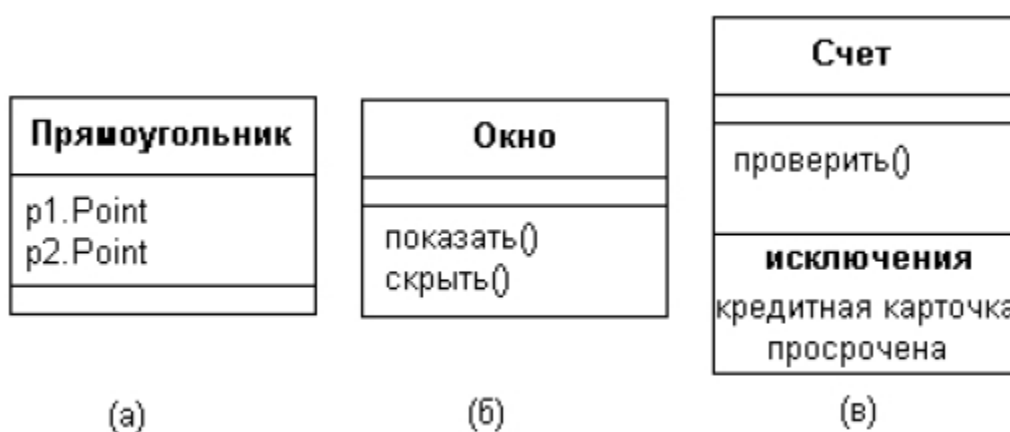 Прямоугольник
p1.Point
p2.Point
(а)
Окно
показать()
скрыть()
(б)
Счет
проверить()
исключения
кредитная карточка
просрочена
(в)